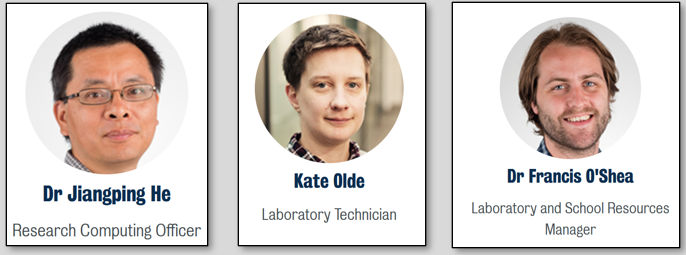 Dr Jiangping He
Research Computing Officer
Kate Olde
Laboratory Technician
Dr Francis O'Shea
Laboratory and School Resources
Manager